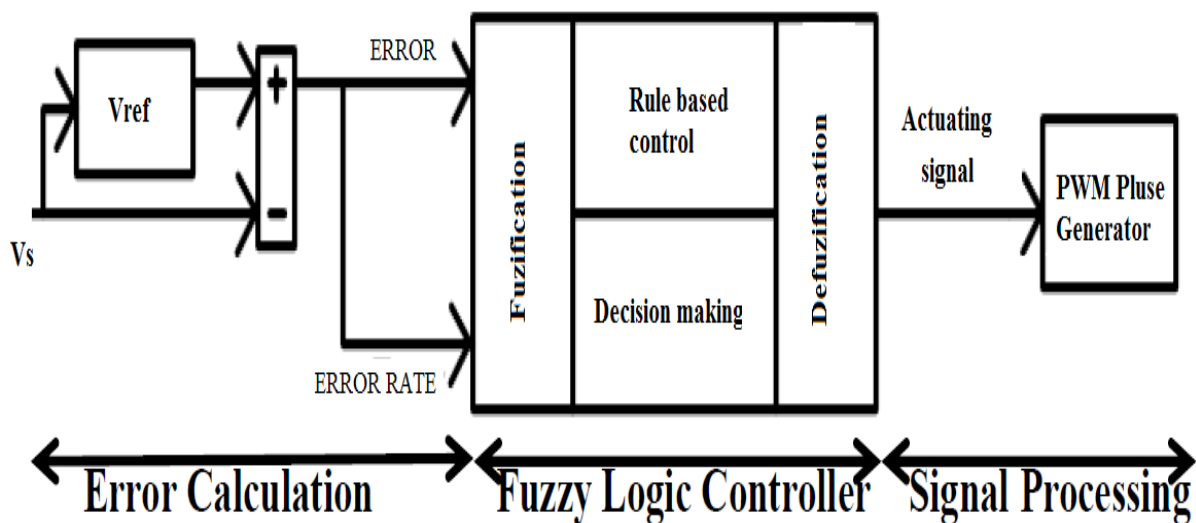 ERROR
Vref
+
-
Vs
ERROR RATE
Fuzification
Rule based
control
Decision making
Defuzification
Actuating
signal
PWM Pluse
Generator
Error Calculation
Fuzzy Logic Controller
Signal Processing